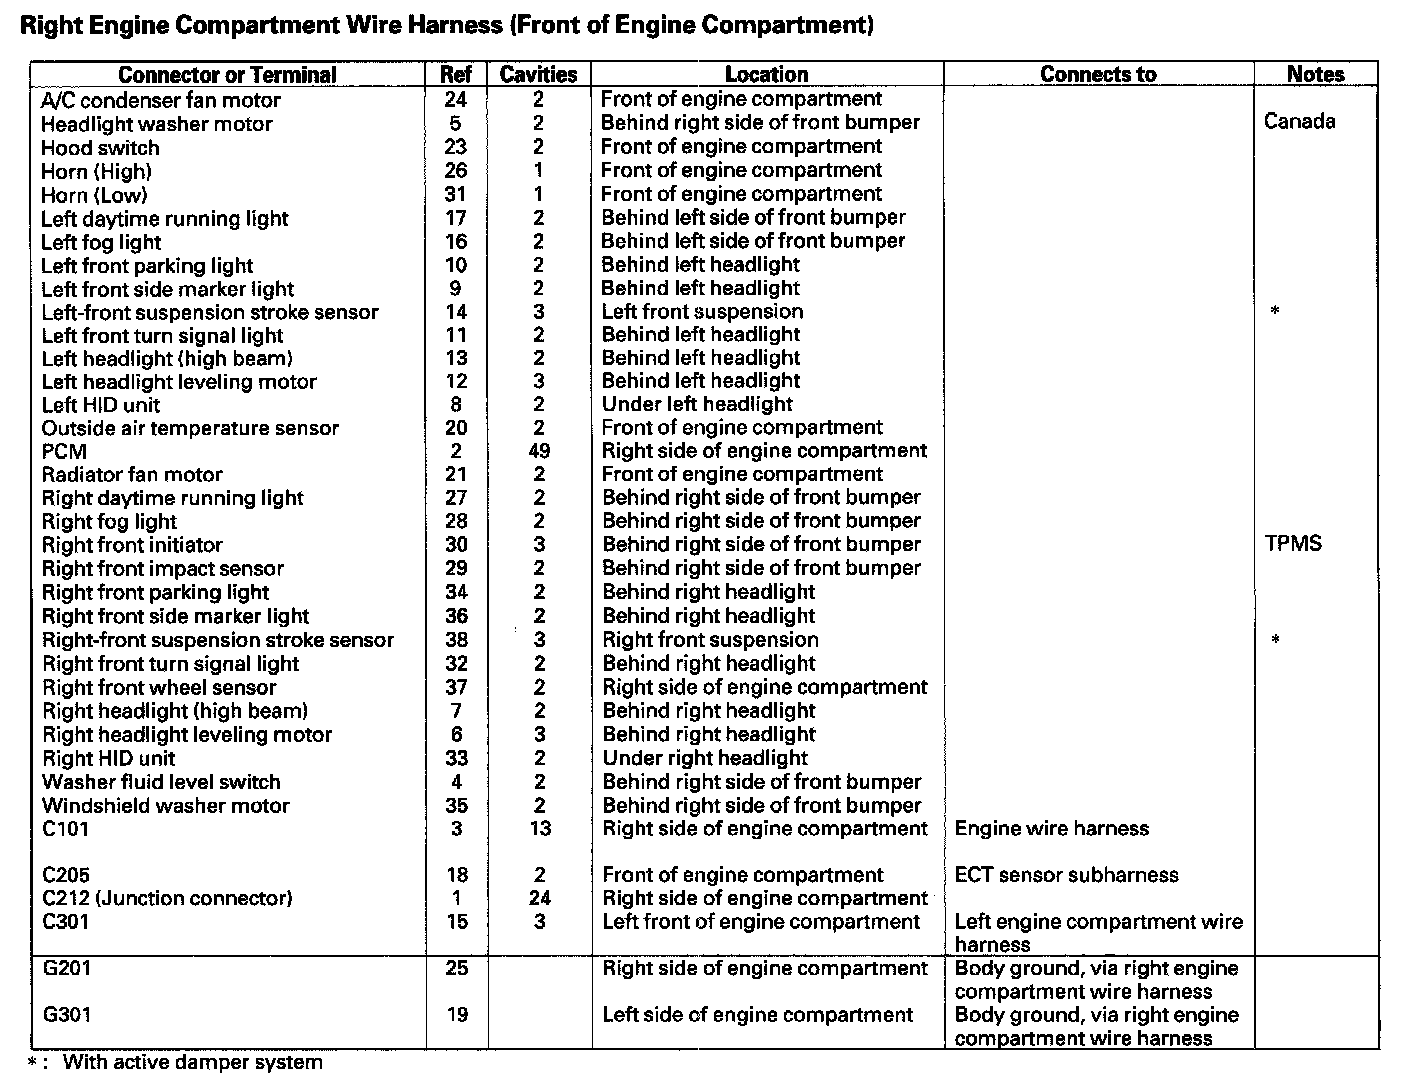 Right Engine Compartment Wire Harness (Front of Engine Compartment)
Connector or Terminal Ref Cavities Location Connects to Notes
A/C condenser fan motor 24 2 Front of engine compartment
Headlight washer motor 5 2 Behind right side of front bumper Canada
Hood switch 23 2 Front of engine compartment
Horn (High) 26 1 Front of engine compartment
Horn (Low) 31 1 Front of engine compartment
Left daytime running light 17 2 Behind left side of front bumper
Left fog light 16 2 Behind left side of front bumper
Left front parking light 10 2 Behind left headlight
Left front side marker light 9 2 Behind left headlight
Left-front suspension stroke sensor 14 3 Left front suspension *
Left front turn signal light 11 2 Behind left headlight
Left headlight (high beam) 13 2 Behind left headlight
Left headlight leveling motor 12 3 Behind left headlight
Left HID unit 8 2 Under left headlight
Outside air temperature sensor 20 2 Front of engine compartment
PCM 2 49 Right side of engine compartment
Radiator fan motor 21 2 Front of engine compartment
Right daytime running light 27 2 Behind right side of front bumper
Right fog light 28 2 Behind right side of front bumper
Right front initiator 30 3 Behind right side of front bumper TPMS
Right front impact sensor 29 2 Behind right side of front bumper
Right front parking light 34 2 Behind right headlight
Right front side marker light 36 2 Behind right headlight
Right-front suspension stroke sensor 38 3 Right front suspension *
Right front turn signal light 32 2 Behind right headlight
Right front wheel sensor 37 2 Right side of engine compartment
Right headlight (high beam) 7 2 Behind right headlight
Right headlight leveling motor 6 3 Behind right headlight
Right HID unit 33 2 Under right headlight
Washer fluid level switch 4 2 Behind right side of front bumper
Windshield washer motor 35 2 Behind right side of front bumper
C101 3 13 Right side of engine compartment Engine wire harness
C205 18 2 Front of engine compartment ECT sensor subharness
C212 (Junction connector) 1 24 Right side of engine compartment
C301 15 3 Left front of engine compartment Left engine compartment wire
harness
G201 25 Right side of engine compartment Body ground, via right engine
compartment wire harness
G301 19 Left side of engine compartment Body ground, via right engine
compartment wire harness
* : With active damper system